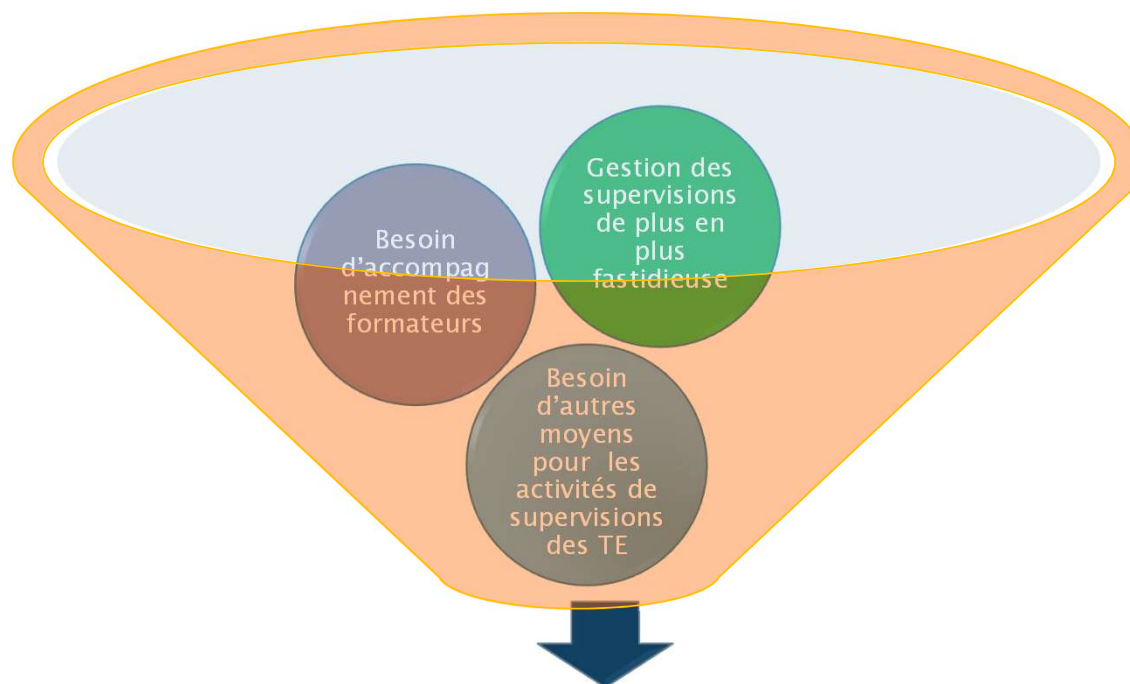 Gestion des
supervisions
de plus en
plus
fastidieuse
Besoin
d’accompag
nement des
formateurs
Besoin
d’autres
moyens
pour les
activités de
supervisions
des TE